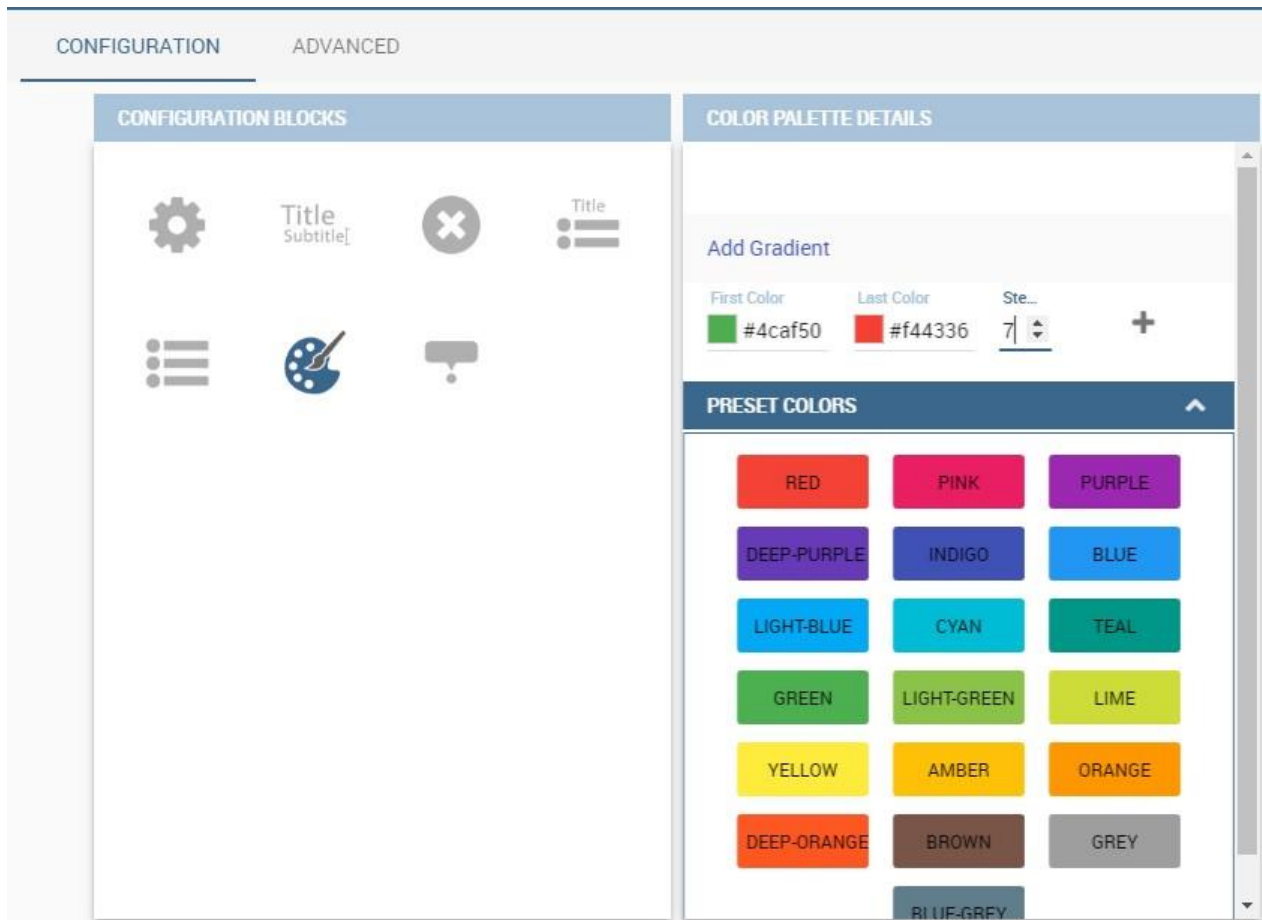 CONFIGURATION ADVANCED
CONFIGURATION BLOCKS
Title
Subtitle[
Title
COLOR PALETTE DETAILS
Add Gradient
First Color Last Color Ste...
#4caf50 #f44336 7
PRESET COLORS
RED PINK PURPLE
DEEP-PURPLE INDIGO BLUE
LIGHT-BLUE CYAN TEAL
GREEN LIGHT-GREEN LIME
YELLOW AMBER ORANGE
DEEP-ORANGE BROWN GREY
BLUE-GREY